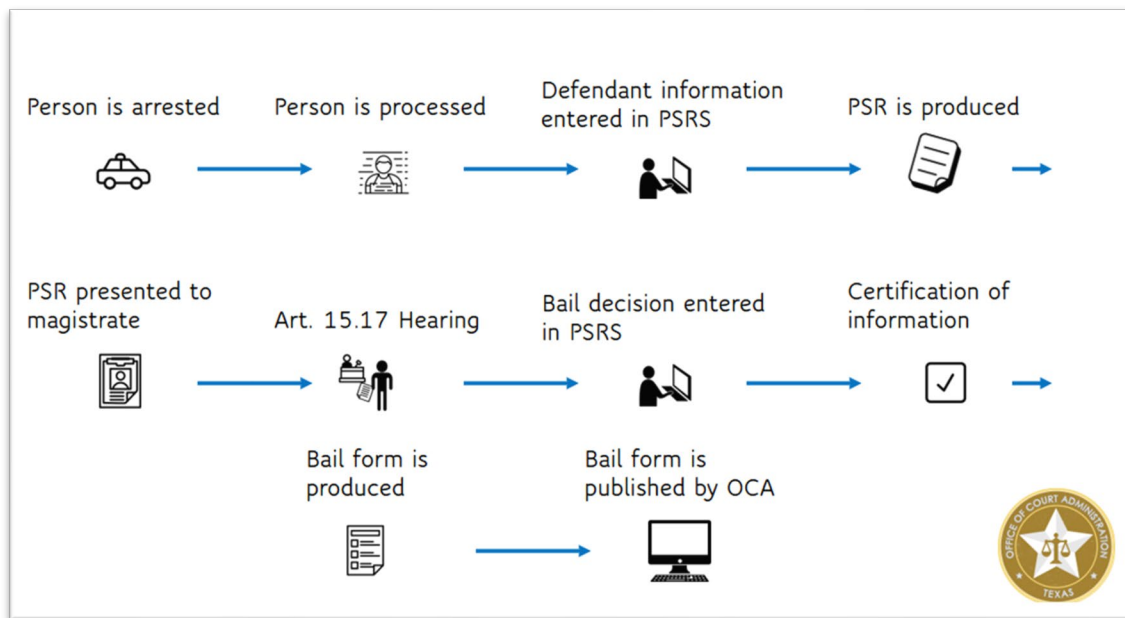 Person is arrested
Person is processed
Defendant information
entered in PSRS
PSR is produced
PSR presented to
magistrate
Art. 15.17 Hearing
Bail decision entered
in PSRS
Certification of
information
Bail form is
produced
Bail form is
published by OCA
OFFICE OF COURT ADMINISTRATION
TEXAS